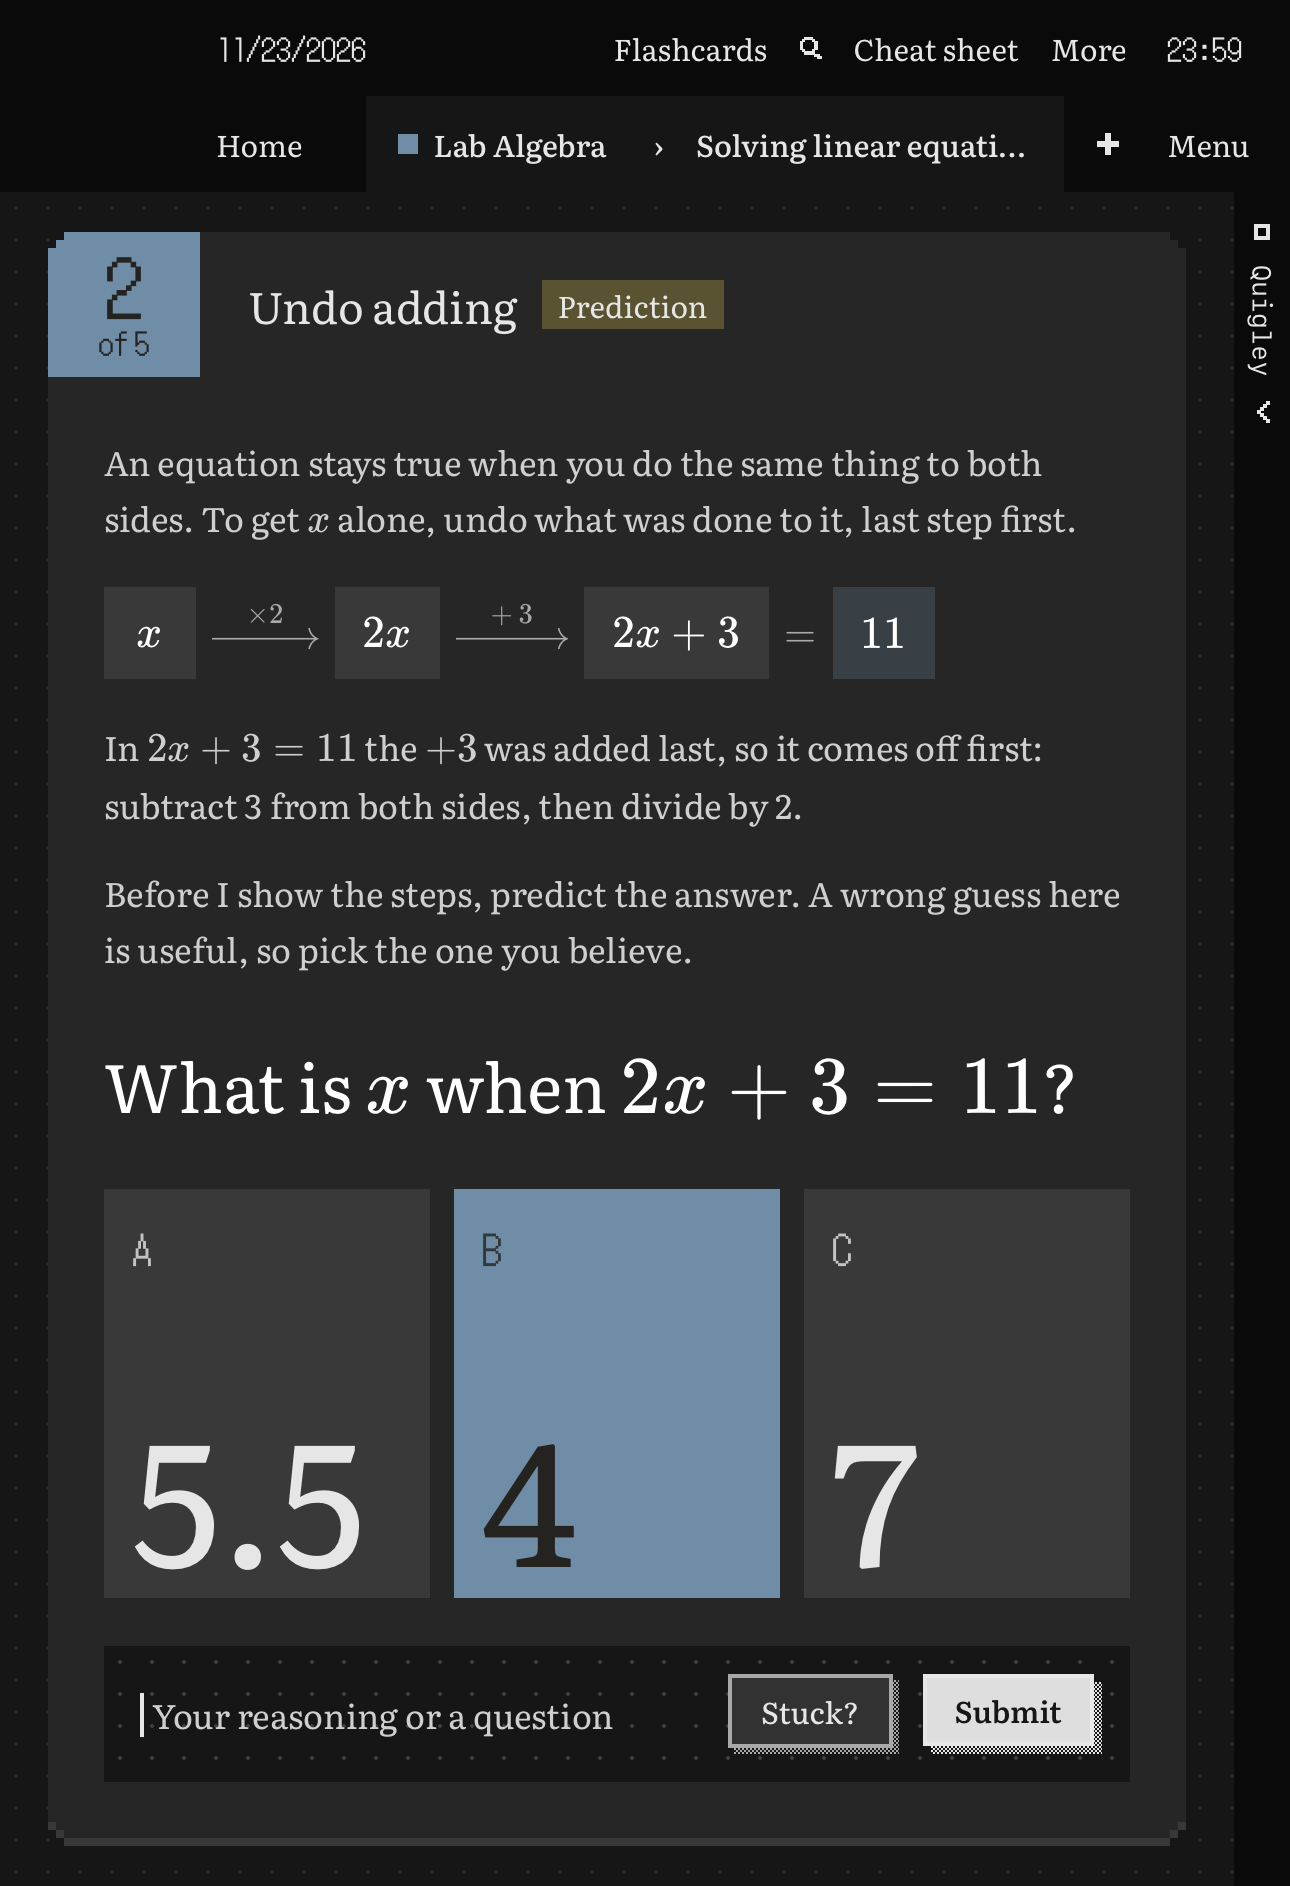 11/23/2026 Flashcards Cheat sheet More 23:59
Home Lab Algebra › Solving linear equati... Menu
Quigley
2
of 5
Undo adding Prediction
An equation stays true when you do the same thing to both
sides. To get x alone, undo what was done to it, last step first.
x ×2 2x + 3 2x + 3 = 11
In 2x + 3 = 11 the +3 was added last, so it comes off first:
subtract 3 from both sides, then divide by 2.
Before I show the steps, predict the answer. A wrong guess here
is useful, so pick the one you believe.
What is x when 2x + 3 = 11?
A
5.5
B
4
C
7
Your reasoning or a question Stuck? Submit